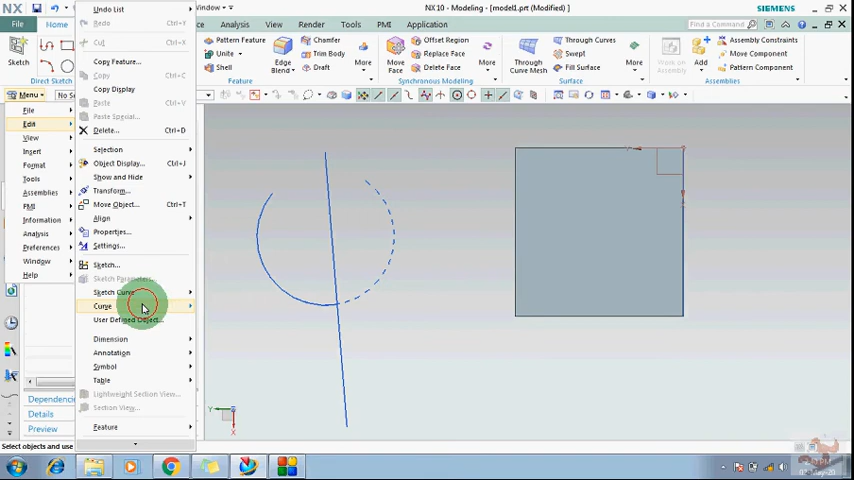 NX
Window
NX 10 - Modeling - [model1.prt (Modified)]
SIEMENS
File
Home
Analysis
View
Render
Tools
PMI
Application
Find a Command
Sketch
Direct Sketch
Pattern Feature
Unite
Shell
Chamfer
Trim Body
Draft
Edge
Blend
More
Feature
Move
Face
Offset Region
Replace Face
Delete Face
More
Synchronous Modeling
Through
Curve Mesh
Through Curves
Swept
Fill Surface
More
Surface
Work on
Assembly
Add
Assembly Constraints
Move Component
Pattern Component
Assemblies
Menu
No Se
File
Edit
View
Insert
Format
Tools
Assemblies
PMI
Information
Analysis
Preferences
Window
Help
Undo List
Redo
Cut
Ctrl+X
Copy Feature...
Copy
Ctrl+C
Copy Display
Paste
Ctrl+V
Paste Special...
Delete...
Ctrl+D
Selection
Object Display...
Ctrl+J
Show and Hide
Transform...
Move Object...
Ctrl+T
Align
Properties...
Settings...
Sketch...
Sketch Parameters...
Sketch Curve
Curve
User Defined Object...
Dimension
Annotation
Symbol
Table
Lightweight Section View...
Section View...
Feature
Dependencies
Details
Preview
Select objects and use
Y
X